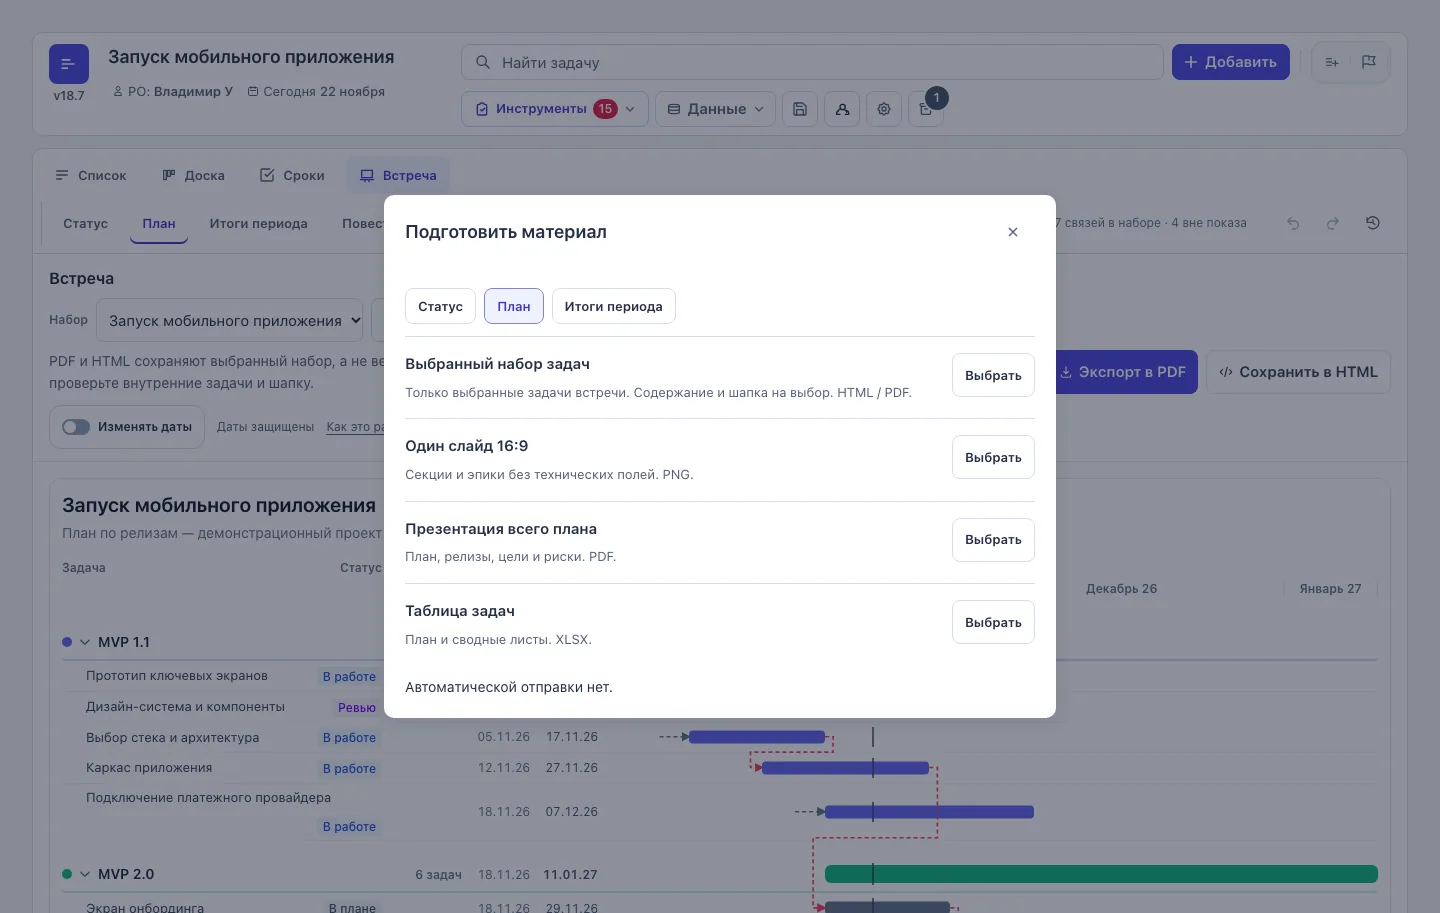 Запуск мобильного приложения
v18.7
PO: Владимир У
Сегодня 22 ноября
Найти задачу
Добавить
Инструменты 15
Данные
1
Список
Доска
Сроки
Встреча
Статус
План
Итоги периода
7 связей в наборе · 4 вне показа
Встреча
Набор
Запуск мобильного приложения
PDF и HTML сохраняют выбранный набор, а не
проверьте внутренние задачи и шапку.
Экспорт в PDF
Сохранить в HTML
Изменять даты
Даты защищены
Как это
Подготовить материал
Статус
План
Итоги периода
Выбранный набор задач
Только выбранные задачи встречи. Содержание и шапка на выбор. HTML / PDF.
Выбрать
Один слайд 16:9
Секции и эпики без технических полей. PNG.
Выбрать
Презентация всего плана
План, релизы, цели и риски. PDF.
Выбрать
Таблица задач
План и сводные листы. XLSX.
Выбрать
Автоматической отправки нет.
Запуск мобильного приложения
План по релизам — демонстрационный проект
Задача
Статус
Декабрь 26
Январь 27
MVP 1.1
Прототип ключевых экранов
В работе
Дизайн-система и компоненты
Ревью
Выбор стека и архитектура
В работе
05.11.26
17.11.26
Каркас приложения
В работе
12.11.26
27.11.26
Подключение платежного провайдера
В работе
18.11.26
07.12.26
MVP 2.0
6 задач
18.11.26
11.01.27
Экран онбординга
В плане
18.11.26
29.11.26